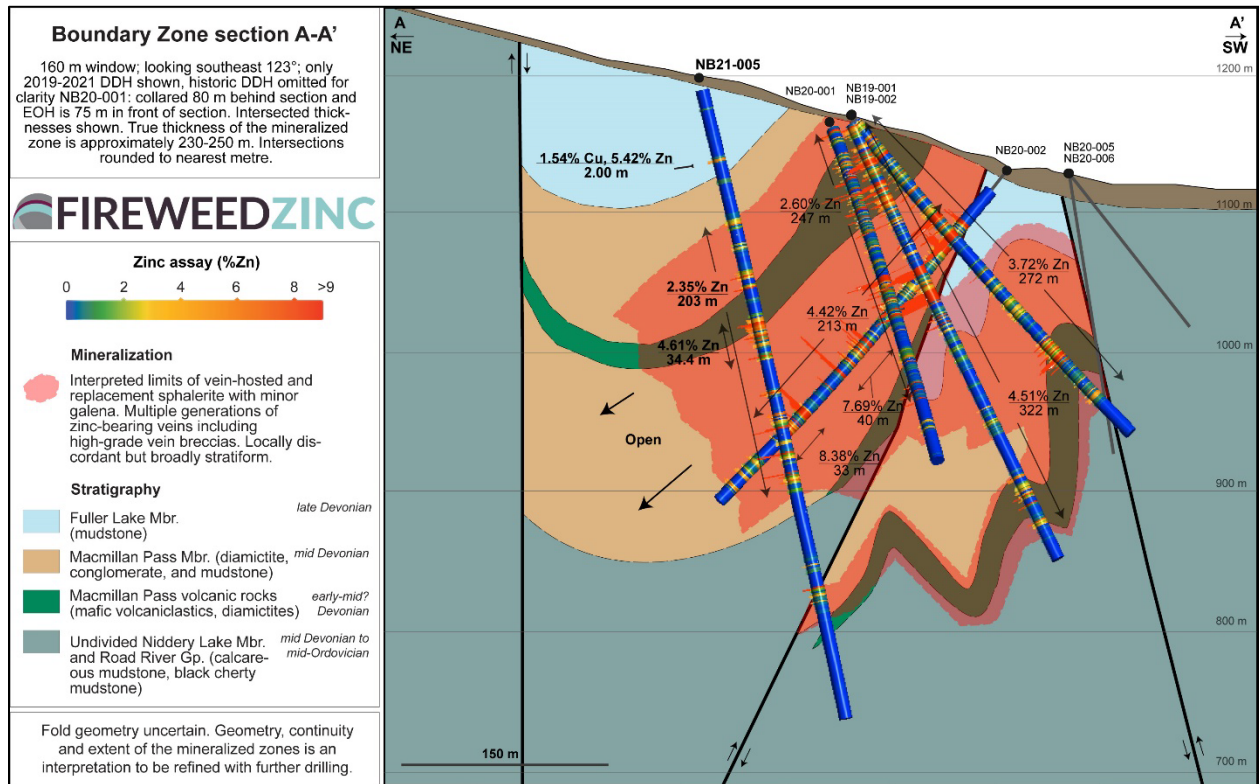 Boundary Zone section A-A’
160 m window; looking southeast 123°; only
2019-2021 DDH shown, historic DDH omitted for
clarity NB20-001: collared 80 m behind section and
EOH is 75 m in front of section. Intersected thick-
nesses shown. True thickness of the mineralized
zone is approximately 230-250 m. Intersections
rounded to nearest metre.
FIREWEEDZINC
Zinc assay (%Zn)
0 2 4 6 8 >9
Mineralization
Interpreted limits of vein-hosted and
replacement sphalerite with minor
galena. Multiple generations of
zinc-bearing veins including
high-grade vein breccias. Locally dis-
cordant but broadly stratiform.
Stratigraphy
late Devonian
Fuller Lake Mbr.
(mudstone)
Macmillan Pass Mbr. (diamictite, mid Devonian
conglomerate, and mudstone)
Macmillan Pass volcanic rocks early-mid?
(mafic volcaniclastics, diamictites) Devonian
Undivided Niddery Lake Mbr. mid Devonian to
and Road River Gp. (calcare- mid-Ordovician
ous mudstone, black cherty
mudstone)
Fold geometry uncertain. Geometry, continuity
and extent of the mineralized zones is an
interpretation to be refined with further drilling.
A
NE
A’
SW
NB21-005
NB20-001
NB19-001
NB19-002
NB20-002
NB20-005
NB20-006
1200 m
1100 m
1000 m
900 m
800 m
700 m
1.54% Cu, 5.42% Zn
2.00 m
2.60% Zn
247 m
2.35% Zn
203 m
3.72% Zn
272 m
4.42% Zn
213 m
4.61% Zn
34.4 m
7.69% Zn
40 m
4.51% Zn
322 m
8.38% Zn
33 m
Open
150 m